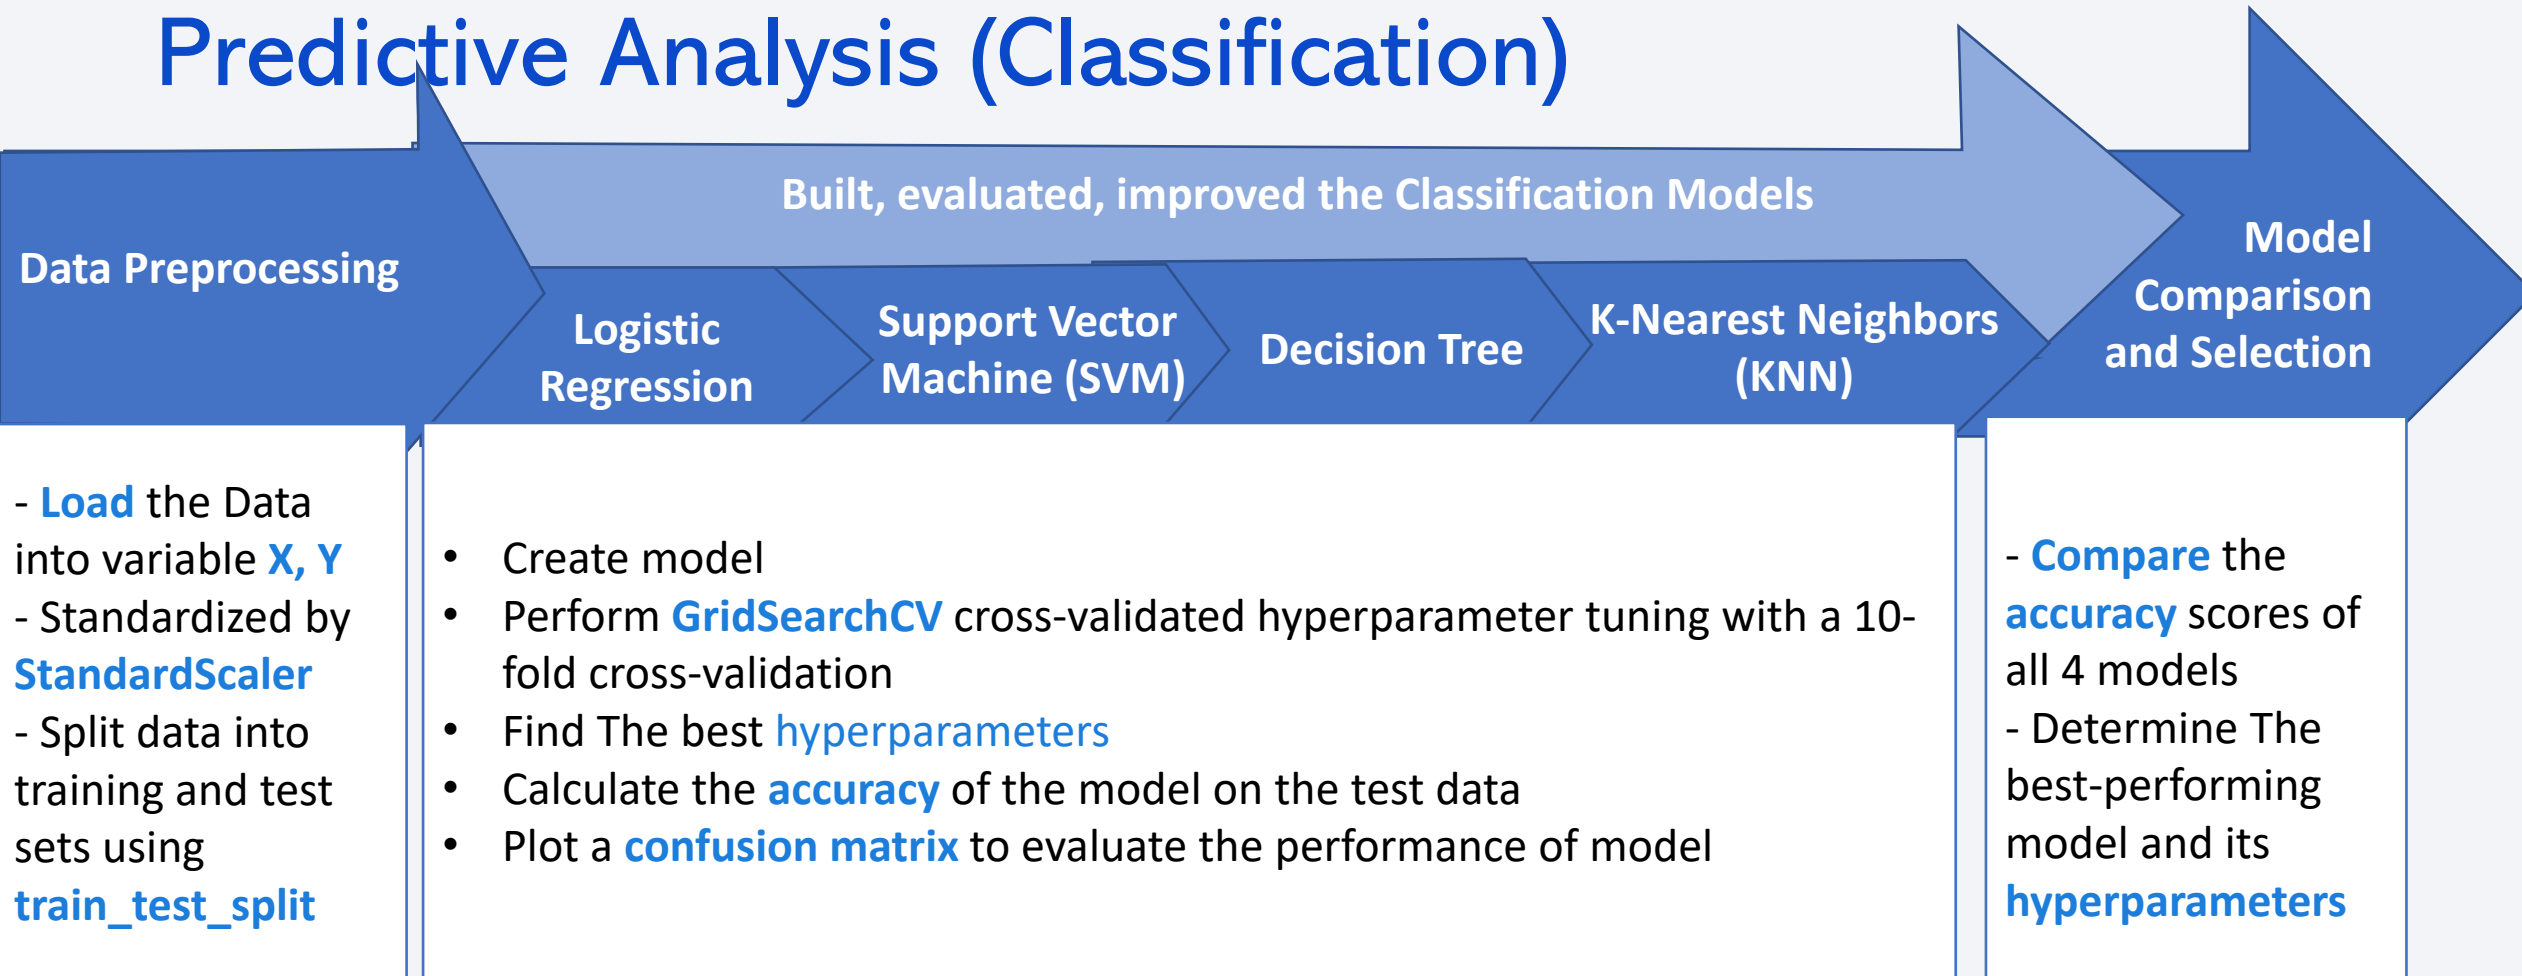 Predictive Analysis (Classification)
Built, evaluated, improved the Classification Models
Data Preprocessing
Logistic
Regression
Support Vector
Machine (SVM)
Decision Tree
K-Nearest Neighbors
(KNN)
Model
Comparison
and Selection
- Load the Data
into variable X, Y
- Standardized by
StandardScaler
- Split data into
training and test
sets using
train_test_split
• Create model
• Perform GridSearchCV cross-validated hyperparameter tuning with a 10-
fold cross-validation
• Find The best hyperparameters
• Calculate the accuracy of the model on the test data
• Plot a confusion matrix to evaluate the performance of model
- Compare the
accuracy scores of
all 4 models
- Determine The
best-performing
model and its
hyperparameters